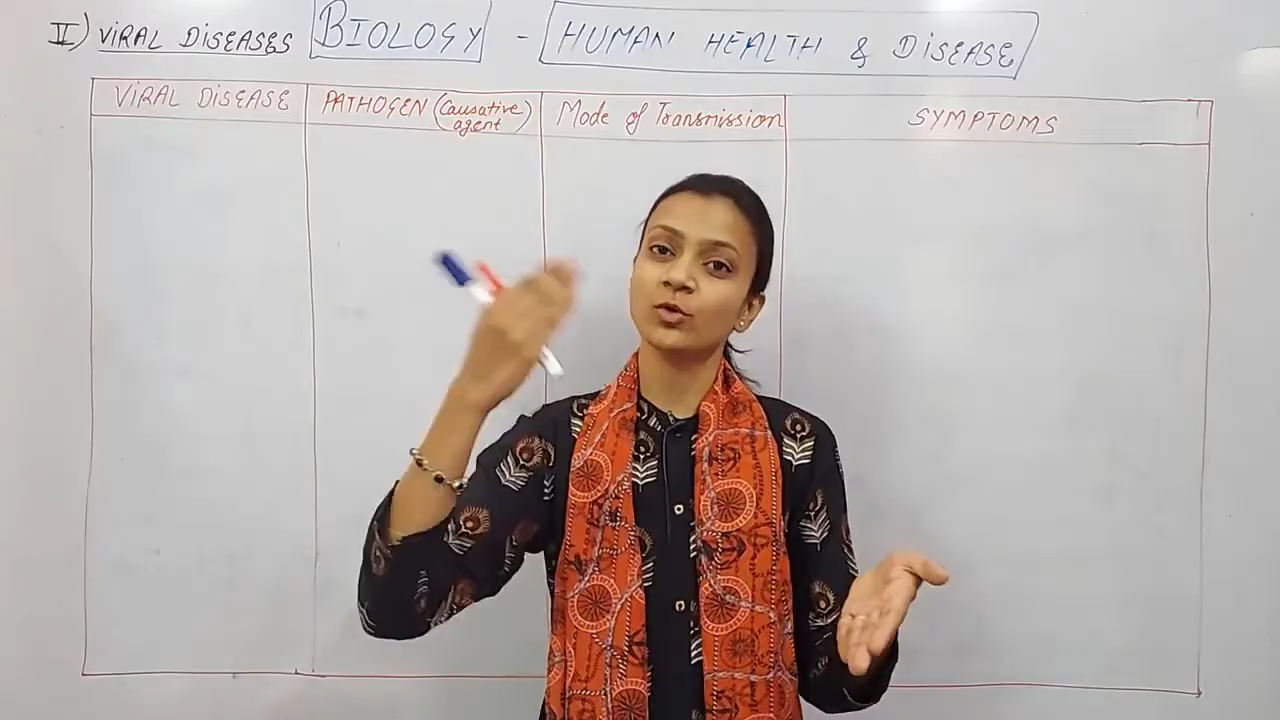 II) VIRAL DISEASES BIOLOGY - HUMAN HEALTH & DISEASE
VIRAL DISEASE PATHOGEN (Causative agent) Mode of Transmission SYMPTOMS